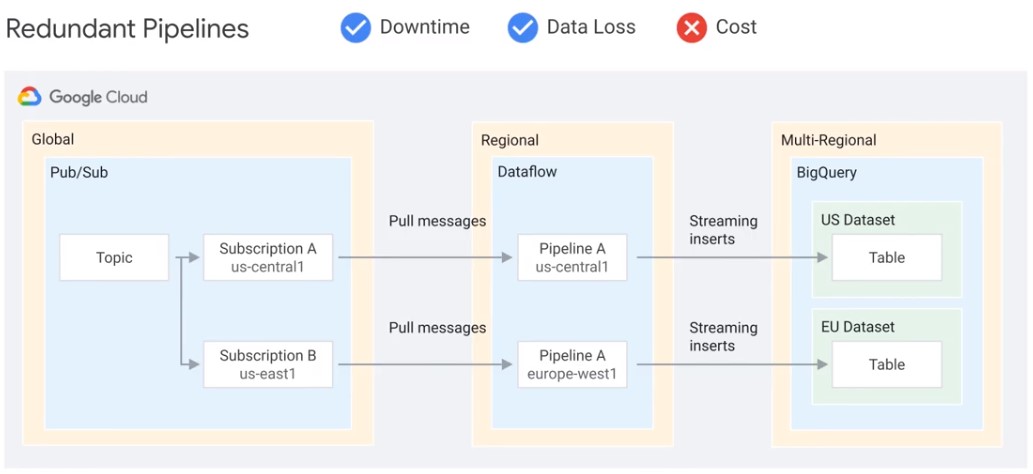 Redundant Pipelines
Downtime
Data Loss
Cost
Google Cloud
Global
Pub/Sub
Topic
Subscription A
us-central1
Subscription B
us-east1
Pull messages
Pull messages
Regional
Dataflow
Pipeline A
us-central1
Pipeline A
europe-west1
Streaming
inserts
Streaming
inserts
Multi-Regional
BigQuery
US Dataset
Table
EU Dataset
Table